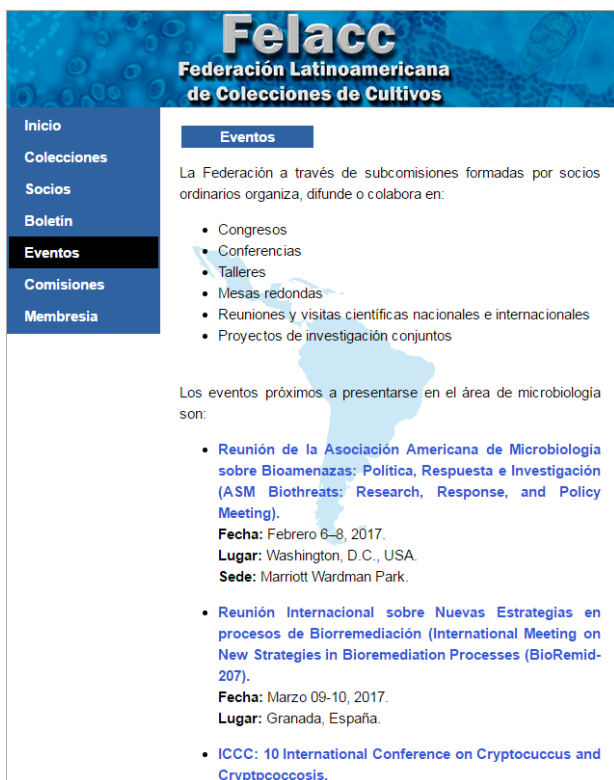 Felacc
Federación Latinoamericana
de Colecciones de Cultivos
Inicio
Colecciones
Socios
Boletín
Eventos
Comisiones
Membresia
Eventos
La Federación a través de subcomisiones formadas por socios
ordinarios organiza, difunde o colabora en:
• Congresos
• Conferencias
• Talleres
• Mesas redondas
• Reuniones y visitas científicas nacionales e internacionales
• Proyectos de investigación conjuntos
Los eventos próximos a presentarse en el área de microbiología
son:
• Reunión de la Asociación Americana de Microbiología
sobre Bioamenazas: Política, Respuesta e Investigación
(ASM Biothreats: Research, Response, and Policy
Meeting).
Fecha: Febrero 6–8, 2017.
Lugar: Washington, D.C., USA.
Sede: Marriott Wardman Park.
• Reunión Internacional sobre Nuevas Estrategias en
procesos de Biorremediación (International Meeting on
New Strategies in Bioremediation Processes (BioRemid-
207).
Fecha: Marzo 09-10, 2017.
Lugar: Granada, España.
• ICCC: 10 International Conference on Cryptocuccus and
Cryptpcoccosis.